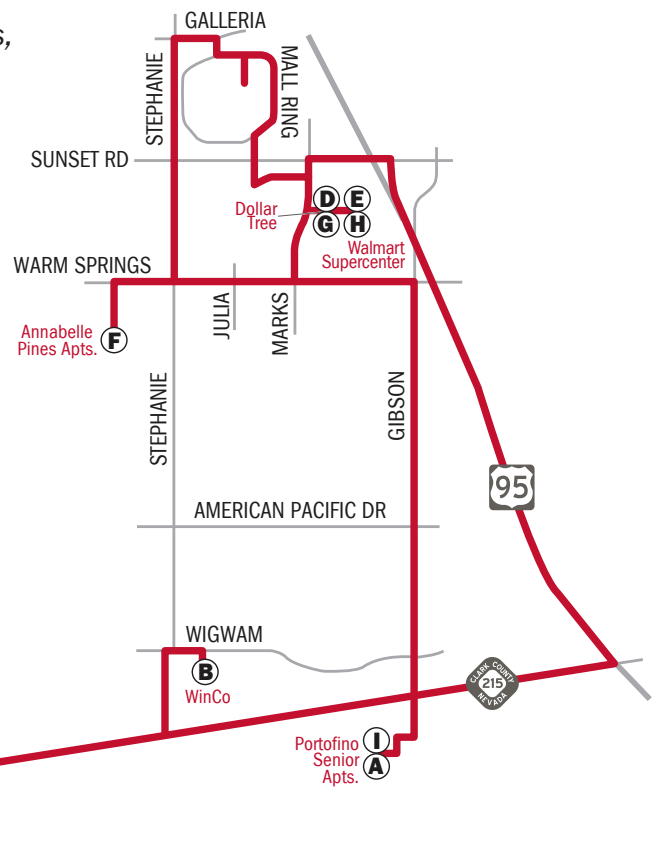 s,
GALLERIA
STEPHANIE
MALL RING
SUNSET RD
D
E
Dollar
Tree
G
H
Walmart
Supercenter
WARM SPRINGS
JULIA
MARKS
Annabelle
Pines Apts.
F
STEPHANIE
GIBSON
95
AMERICAN PACIFIC DR
WIGWAM
B
WinCo
CLARK COUNTY
215
NEVADA
Portofino
Senior
Apts.
I
A